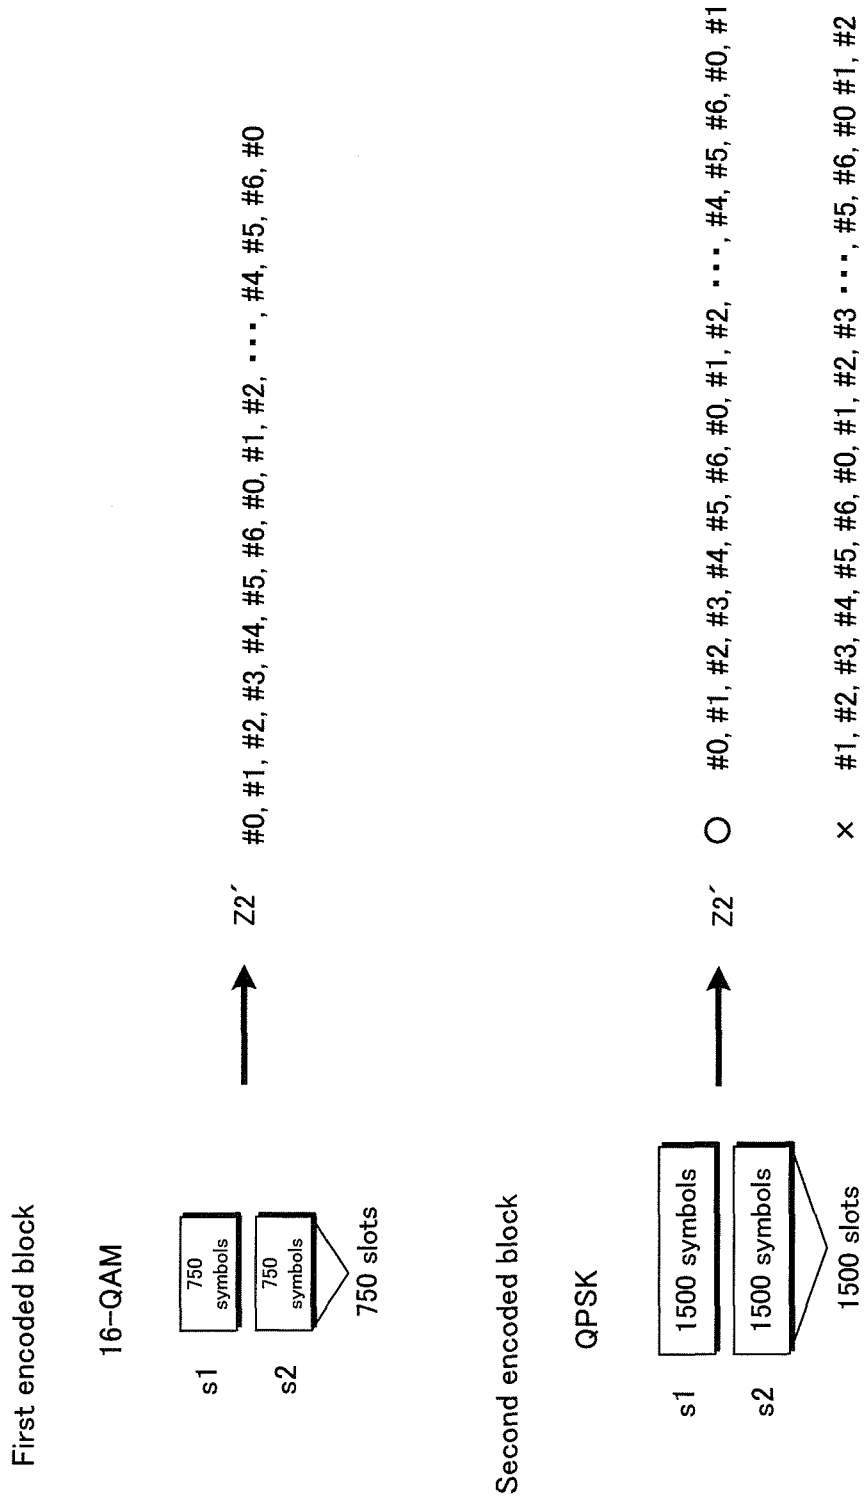 First encoded block
16-QAM
s1
750
symbols
s2
750
symbols
750 slots
Z2´
#0, #1, #2, #3, #4, #5, #6, #0, #1, #2, ･･･, #4, #5, #6, #0
Second encoded block
QPSK
s1
1500 symbols
s2
1500 symbols
1500 slots
Z2´
○ #0, #1, #2, #3, #4, #5, #6, #0, #1, #2, ･･･, #4, #5, #6, #0, #1
× #1, #2, #3, #4, #5, #6, #0, #1, #2, #3 ･･･, #5, #6, #0 #1, #2